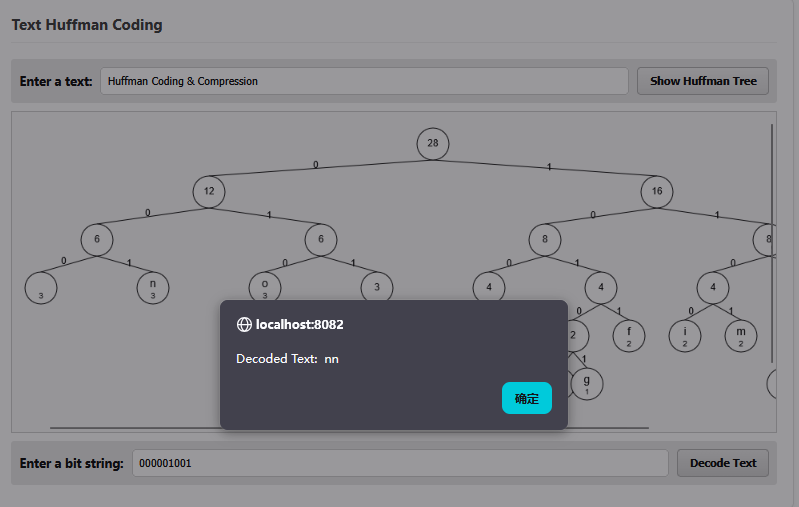 Text Huffman Coding
Enter a text: Huffman Coding & Compression Show Huffman Tree
28
0 1
12 16
0 1 0 1
6 6 8 8
0 1 0 1 0 1 0 1
3 n 3 o 3 3 4 4 4
0 1 0 1
2 f 2 i 2 m 2
1
g 1
localhost:8082
Decoded Text: nn
确定
Enter a bit string: 000001001 Decode Text